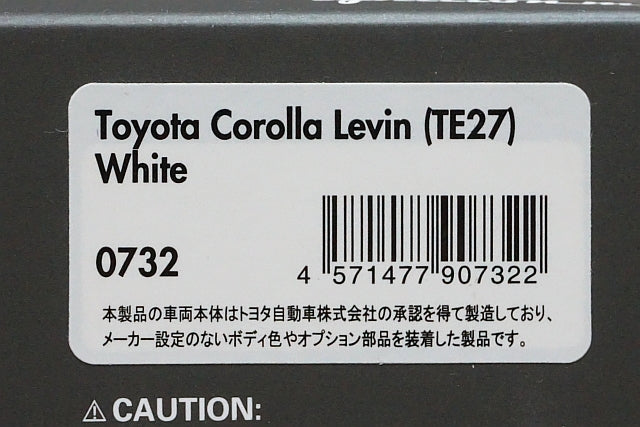 Toyota Corolla Levin (TE27)
White
0732
4 571477 907322
本製品の車両本体はトヨタ自動車株式会社の承認を得て製造しており、
メーカー設定のないボディ色やオプション部品を装着した製品です。
⚠ CAUTION: